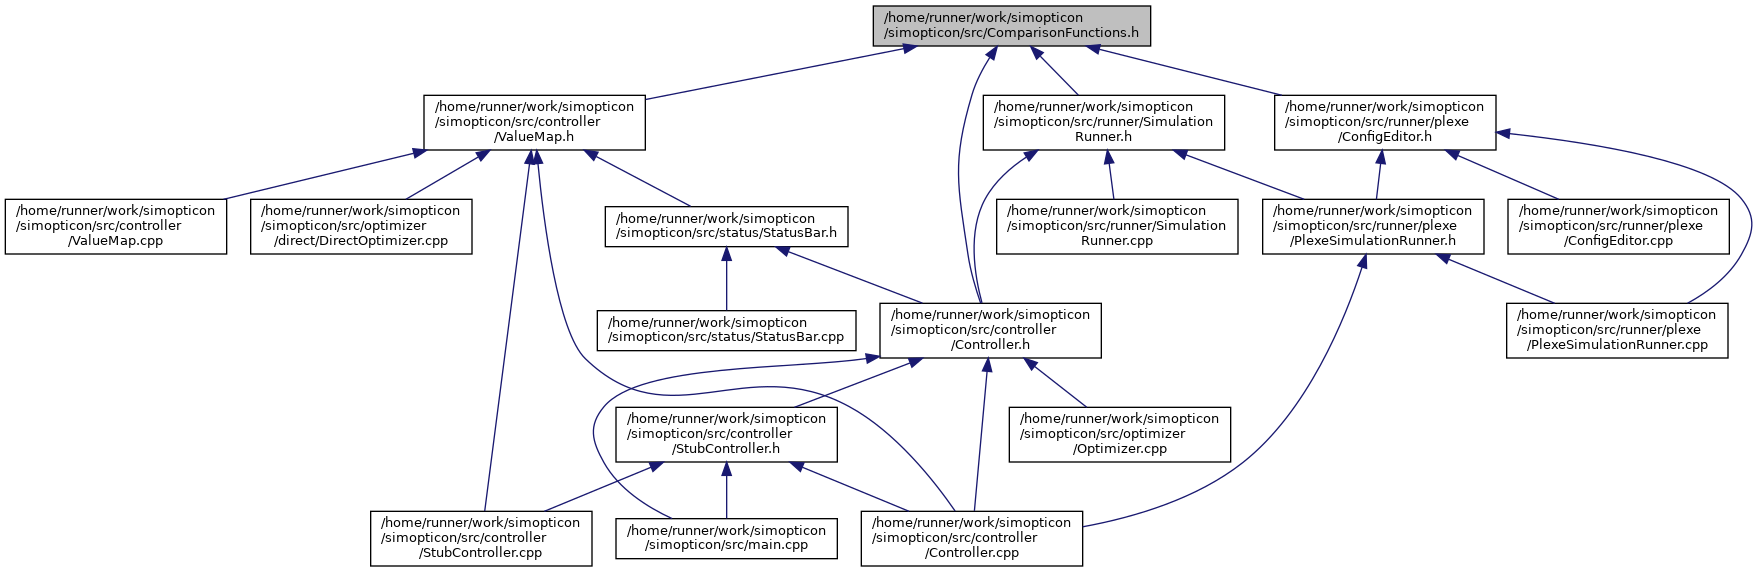 /home/runner/work/simopticon
/simopticon/src/ComparisonFunctions.h
/home/runner/work/simopticon
/simopticon/src/controller
/ValueMap.h
/home/runner/work/simopticon
/simopticon/src/runner/Simulation
Runner.h
/home/runner/work/simopticon
/simopticon/src/runner/plexe
/ConfigEditor.h
/home/runner/work/simopticon
/simopticon/src/controller
/ValueMap.cpp
/home/runner/work/simopticon
/simopticon/src/optimizer
/direct/DirectOptimizer.cpp
/home/runner/work/simopticon
/simopticon/src/status/StatusBar.h
/home/runner/work/simopticon
/simopticon/src/runner/Simulation
Runner.cpp
/home/runner/work/simopticon
/simopticon/src/runner/plexe
/PlexeSimulationRunner.h
/home/runner/work/simopticon
/simopticon/src/runner/plexe
/ConfigEditor.cpp
/home/runner/work/simopticon
/simopticon/src/status/StatusBar.cpp
/home/runner/work/simopticon
/simopticon/src/controller
/Controller.h
/home/runner/work/simopticon
/simopticon/src/runner/plexe
/PlexeSimulationRunner.cpp
/home/runner/work/simopticon
/simopticon/src/controller
/StubController.h
/home/runner/work/simopticon
/simopticon/src/optimizer
/Optimizer.cpp
/home/runner/work/simopticon
/simopticon/src/controller
/StubController.cpp
/home/runner/work/simopticon
/simopticon/src/main.cpp
/home/runner/work/simopticon
/simopticon/src/controller
/Controller.cpp